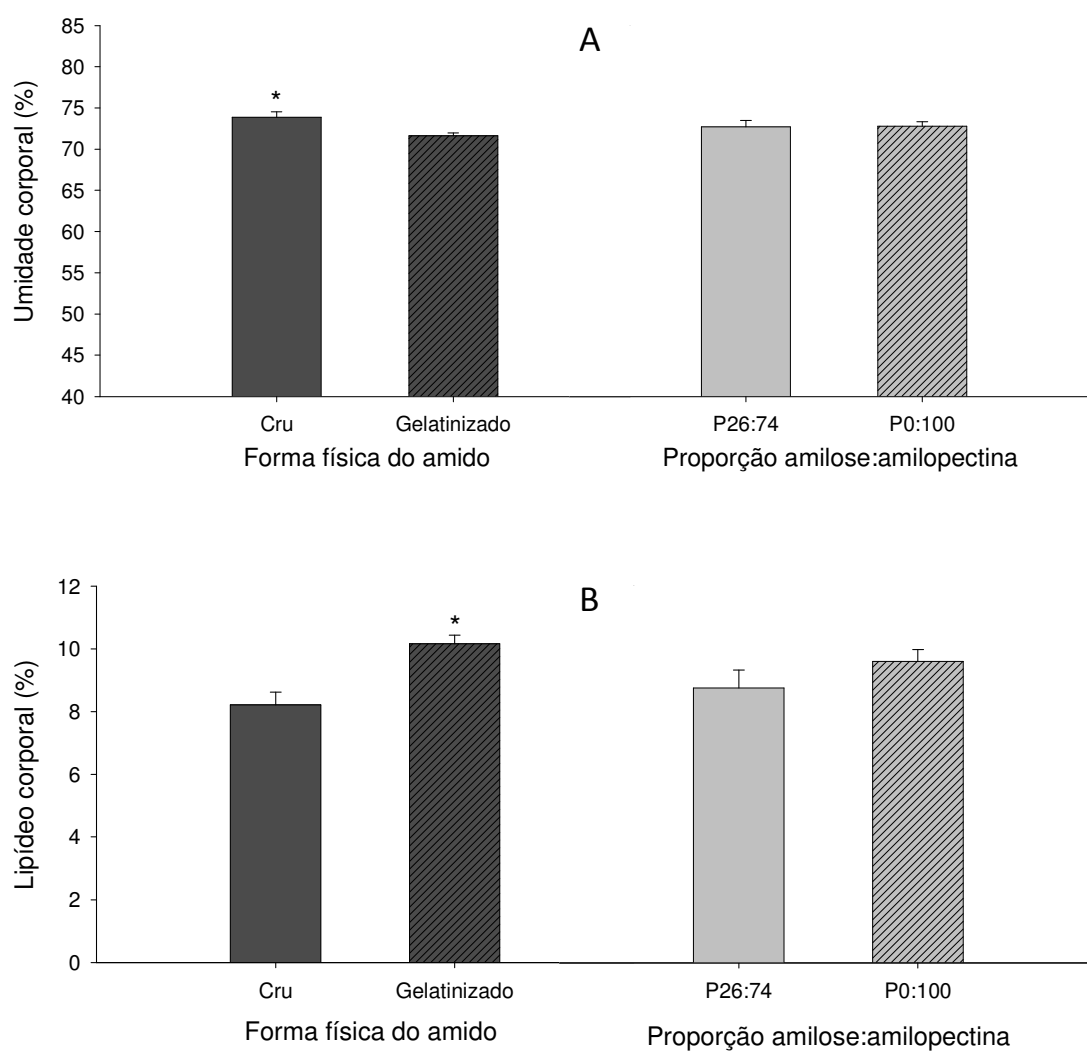 A
Umidade corporal (%)
85
80
75
70
65
60
55
50
45
40
*
Cru
Gelatinizado
P26:74
P0:100
Forma física do amido
Proporção amilose:amilopectina
B
Lipídeo corporal (%)
12
10
8
6
4
2
0
*
Cru
Gelatinizado
P26:74
P0:100
Forma física do amido
Proporção amilose:amilopectina